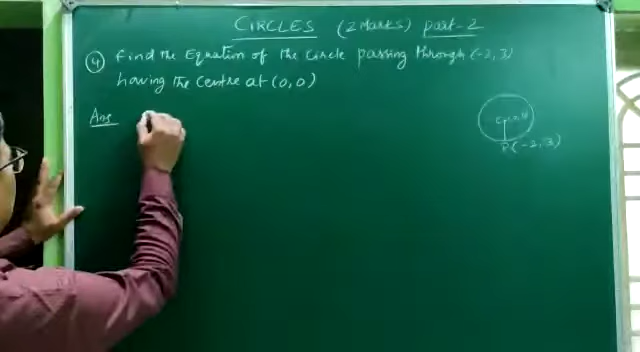 CIRCLES (2 Marks) part-2
4 Find the Equation of the Circle passing through (-2, 3)
having the Centre at (0, 0)
Ans
P(-2, 3)